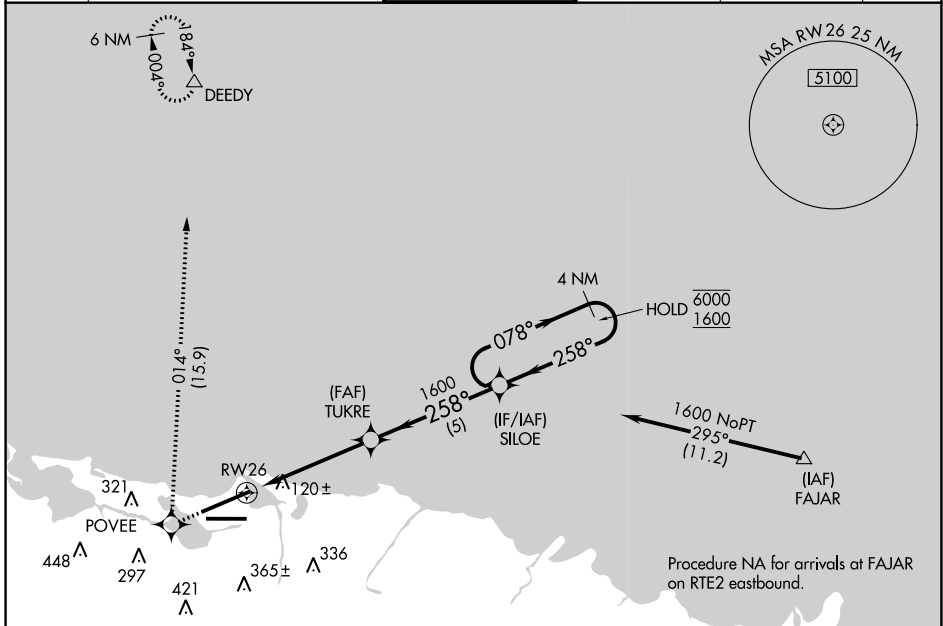 6 NM
184°
004°
DEEDY
MSA RW26 25 NM
5100
4 NM
HOLD 6000
1600
078°
258°
014°
(15.9)
(FAF)
TUKRE
1600
258°
(5)
(IF/IAF)
SILOE
1600 NoPT
295°
(11.2)
(IAF)
FAJAR
RW26
120±
321
POVEE
448
297
421
365±
336
Procedure NA for arrivals at FAJAR
on RTE2 eastbound.